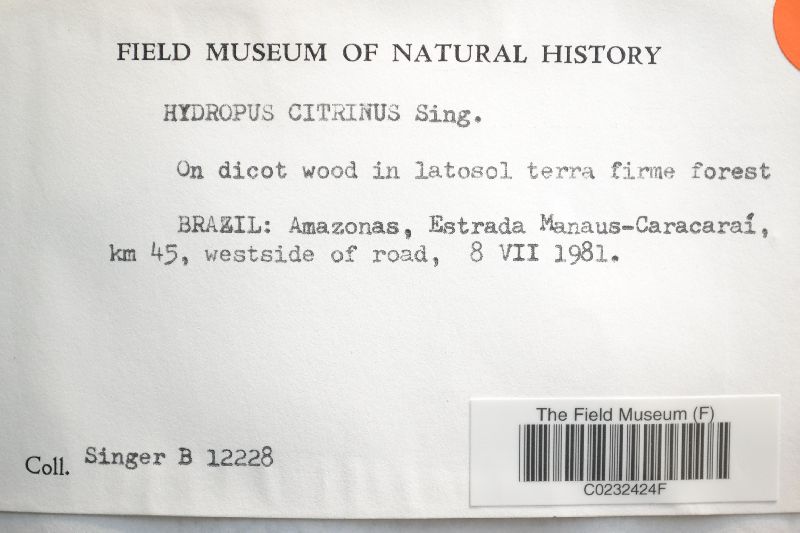 FIELD MUSEUM OF NATURAL HISTORY
HYDROPUS CITRINUS Sing.
On dicot wood in latosol terra firme forest
BRAZIL: Amazonas, Estrada Manaus-Caracaraí,
km 45, westside of road, 8 VII 1981.
Coll. Singer B 12228
The Field Museum (F)
C0232424F